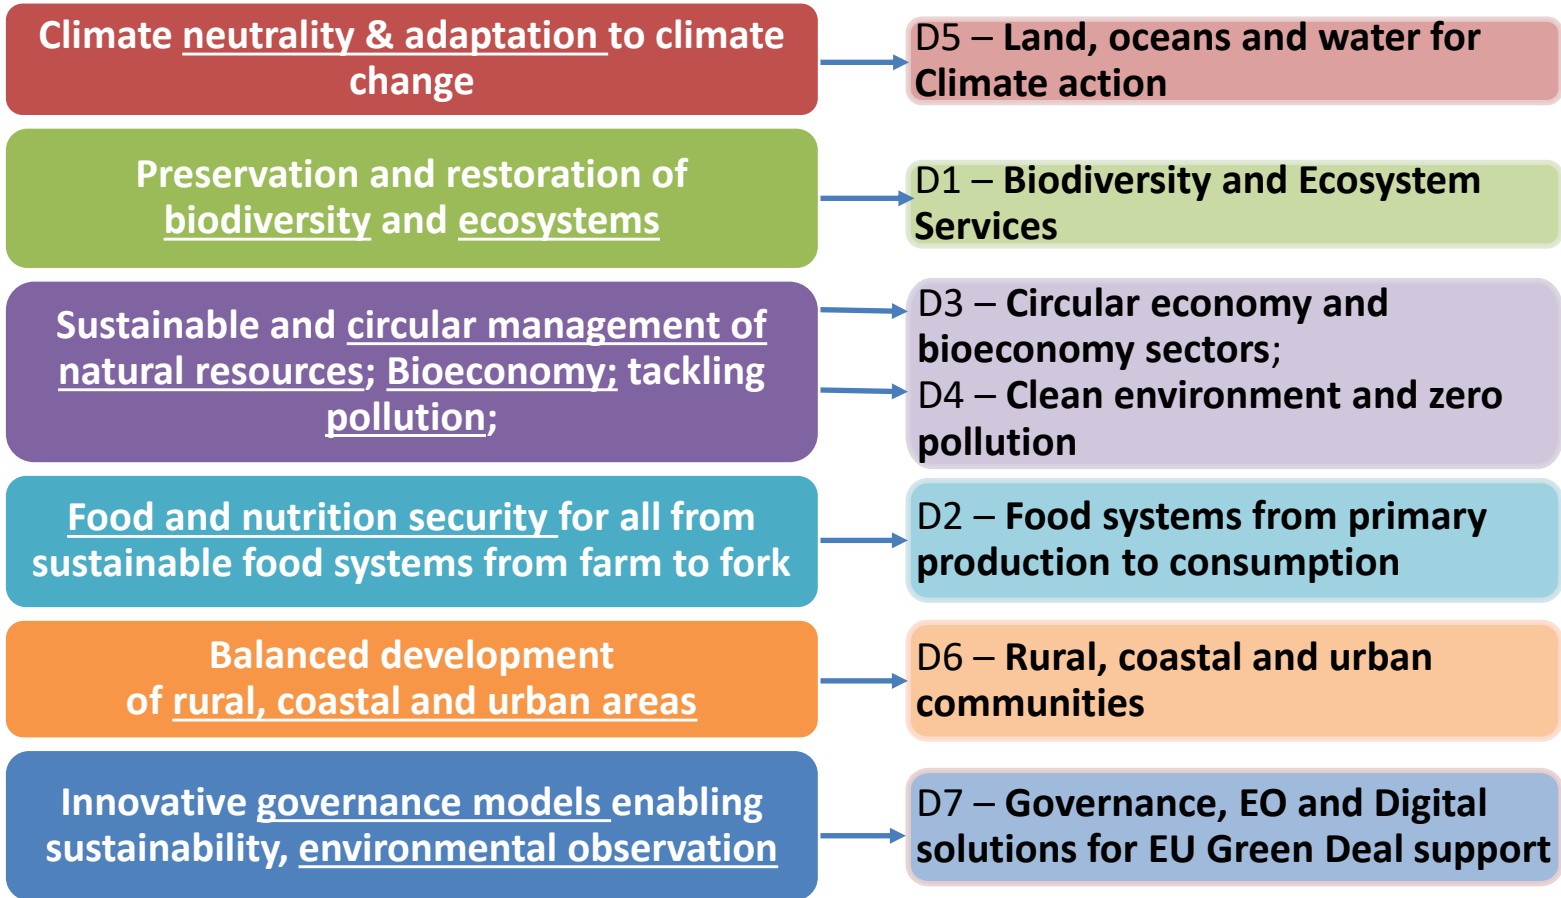 Climate neutrality & adaptation to climate
change
D5 – Land, oceans and water for
Climate action
Preservation and restoration of
biodiversity and ecosystems
D1 – Biodiversity and Ecosystem
Services
Sustainable and circular management of
natural resources; Bioeconomy; tackling
pollution;
D3 – Circular economy and
bioeconomy sectors;
D4 – Clean environment and zero
pollution
Food and nutrition security for all from
sustainable food systems from farm to fork
D2 – Food systems from primary
production to consumption
Balanced development
of rural, coastal and urban areas
D6 – Rural, coastal and urban
communities
Innovative governance models enabling
sustainability, environmental observation
D7 – Governance, EO and Digital
solutions for EU Green Deal support